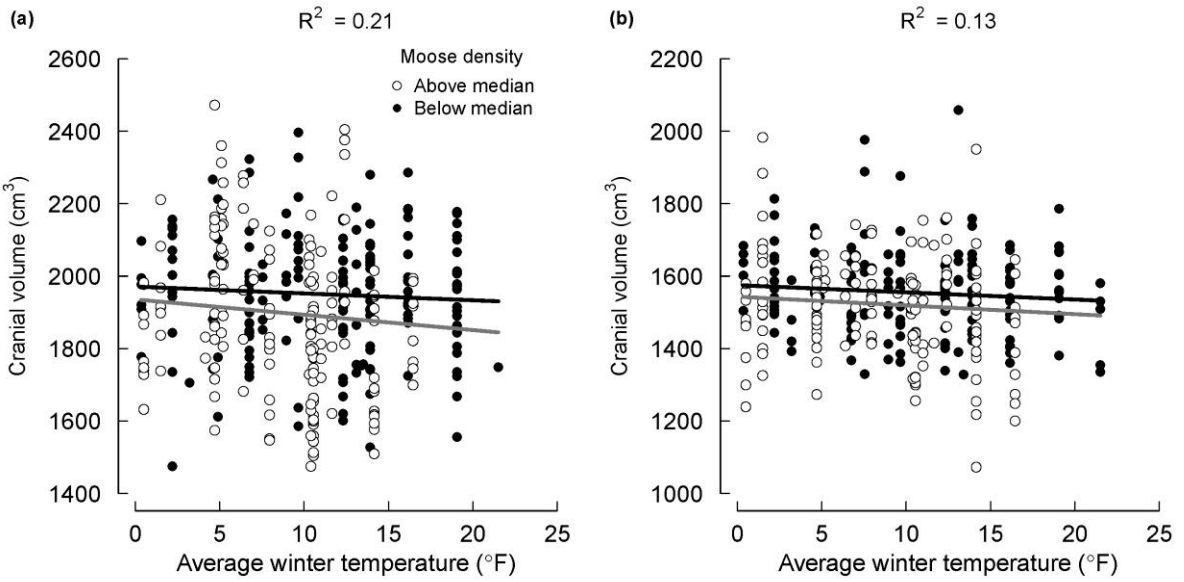 (a)
R² = 0.21
Moose density
Above median
Below median
Cranial volume (cm³)
2600
2400
2200
2000
1800
1600
1400
0 5 10 15 20 25
Average winter temperature (°F)
(b)
R² = 0.13
Cranial volume (cm³)
2200
2000
1800
1600
1400
1200
1000
0 5 10 15 20 25
Average winter temperature (°F)